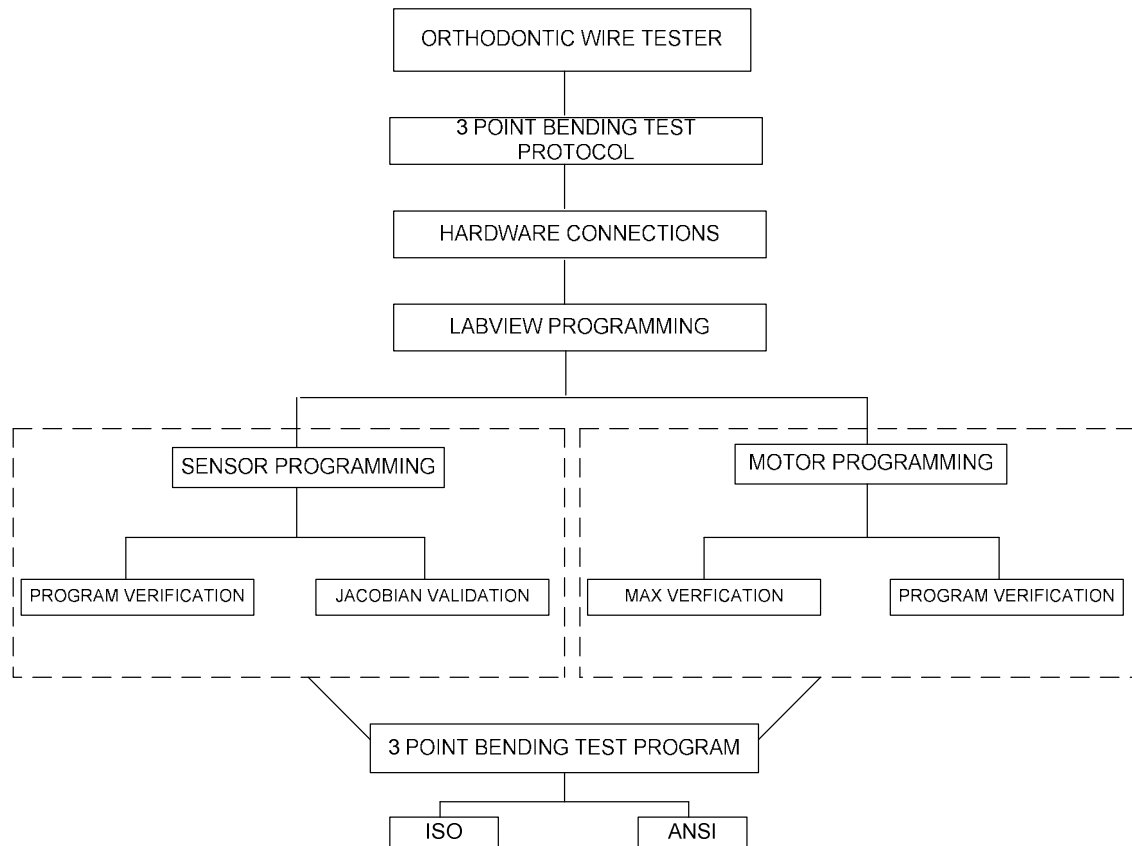 ORTHODONTIC WIRE TESTER
3 POINT BENDING TEST
PROTOCOL
HARDWARE CONNECTIONS
LABVIEW PROGRAMMING
SENSOR PROGRAMMING
MOTOR PROGRAMMING
PROGRAM VERIFICATION
JACOBIAN VALIDATION
MAX VERFICATION
PROGRAM VERIFICATION
3 POINT BENDING TEST PROGRAM
ISO
ANSI